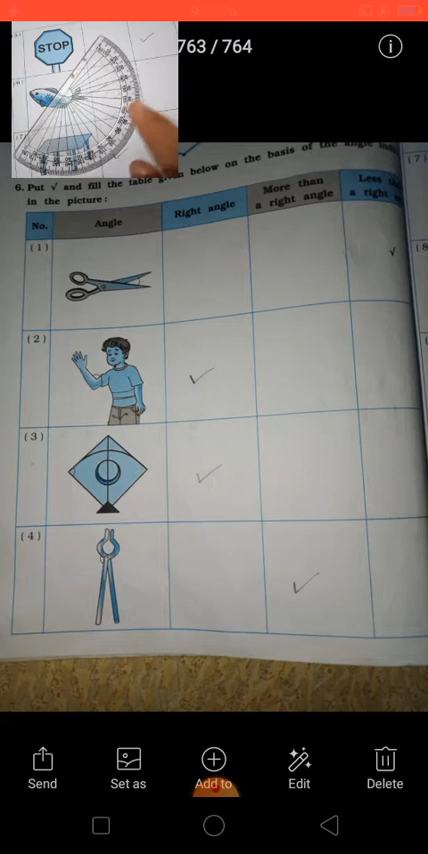 STOP
763 / 764
6. Put √ and fill the table given below on the basis of the angle
in the picture :
No.
Angle
Right angle
More than
a right angle
Less
a right
(1)
(2)
(3)
(4)
(7)
(8
Send
Set as
Add to
Edit
Delete